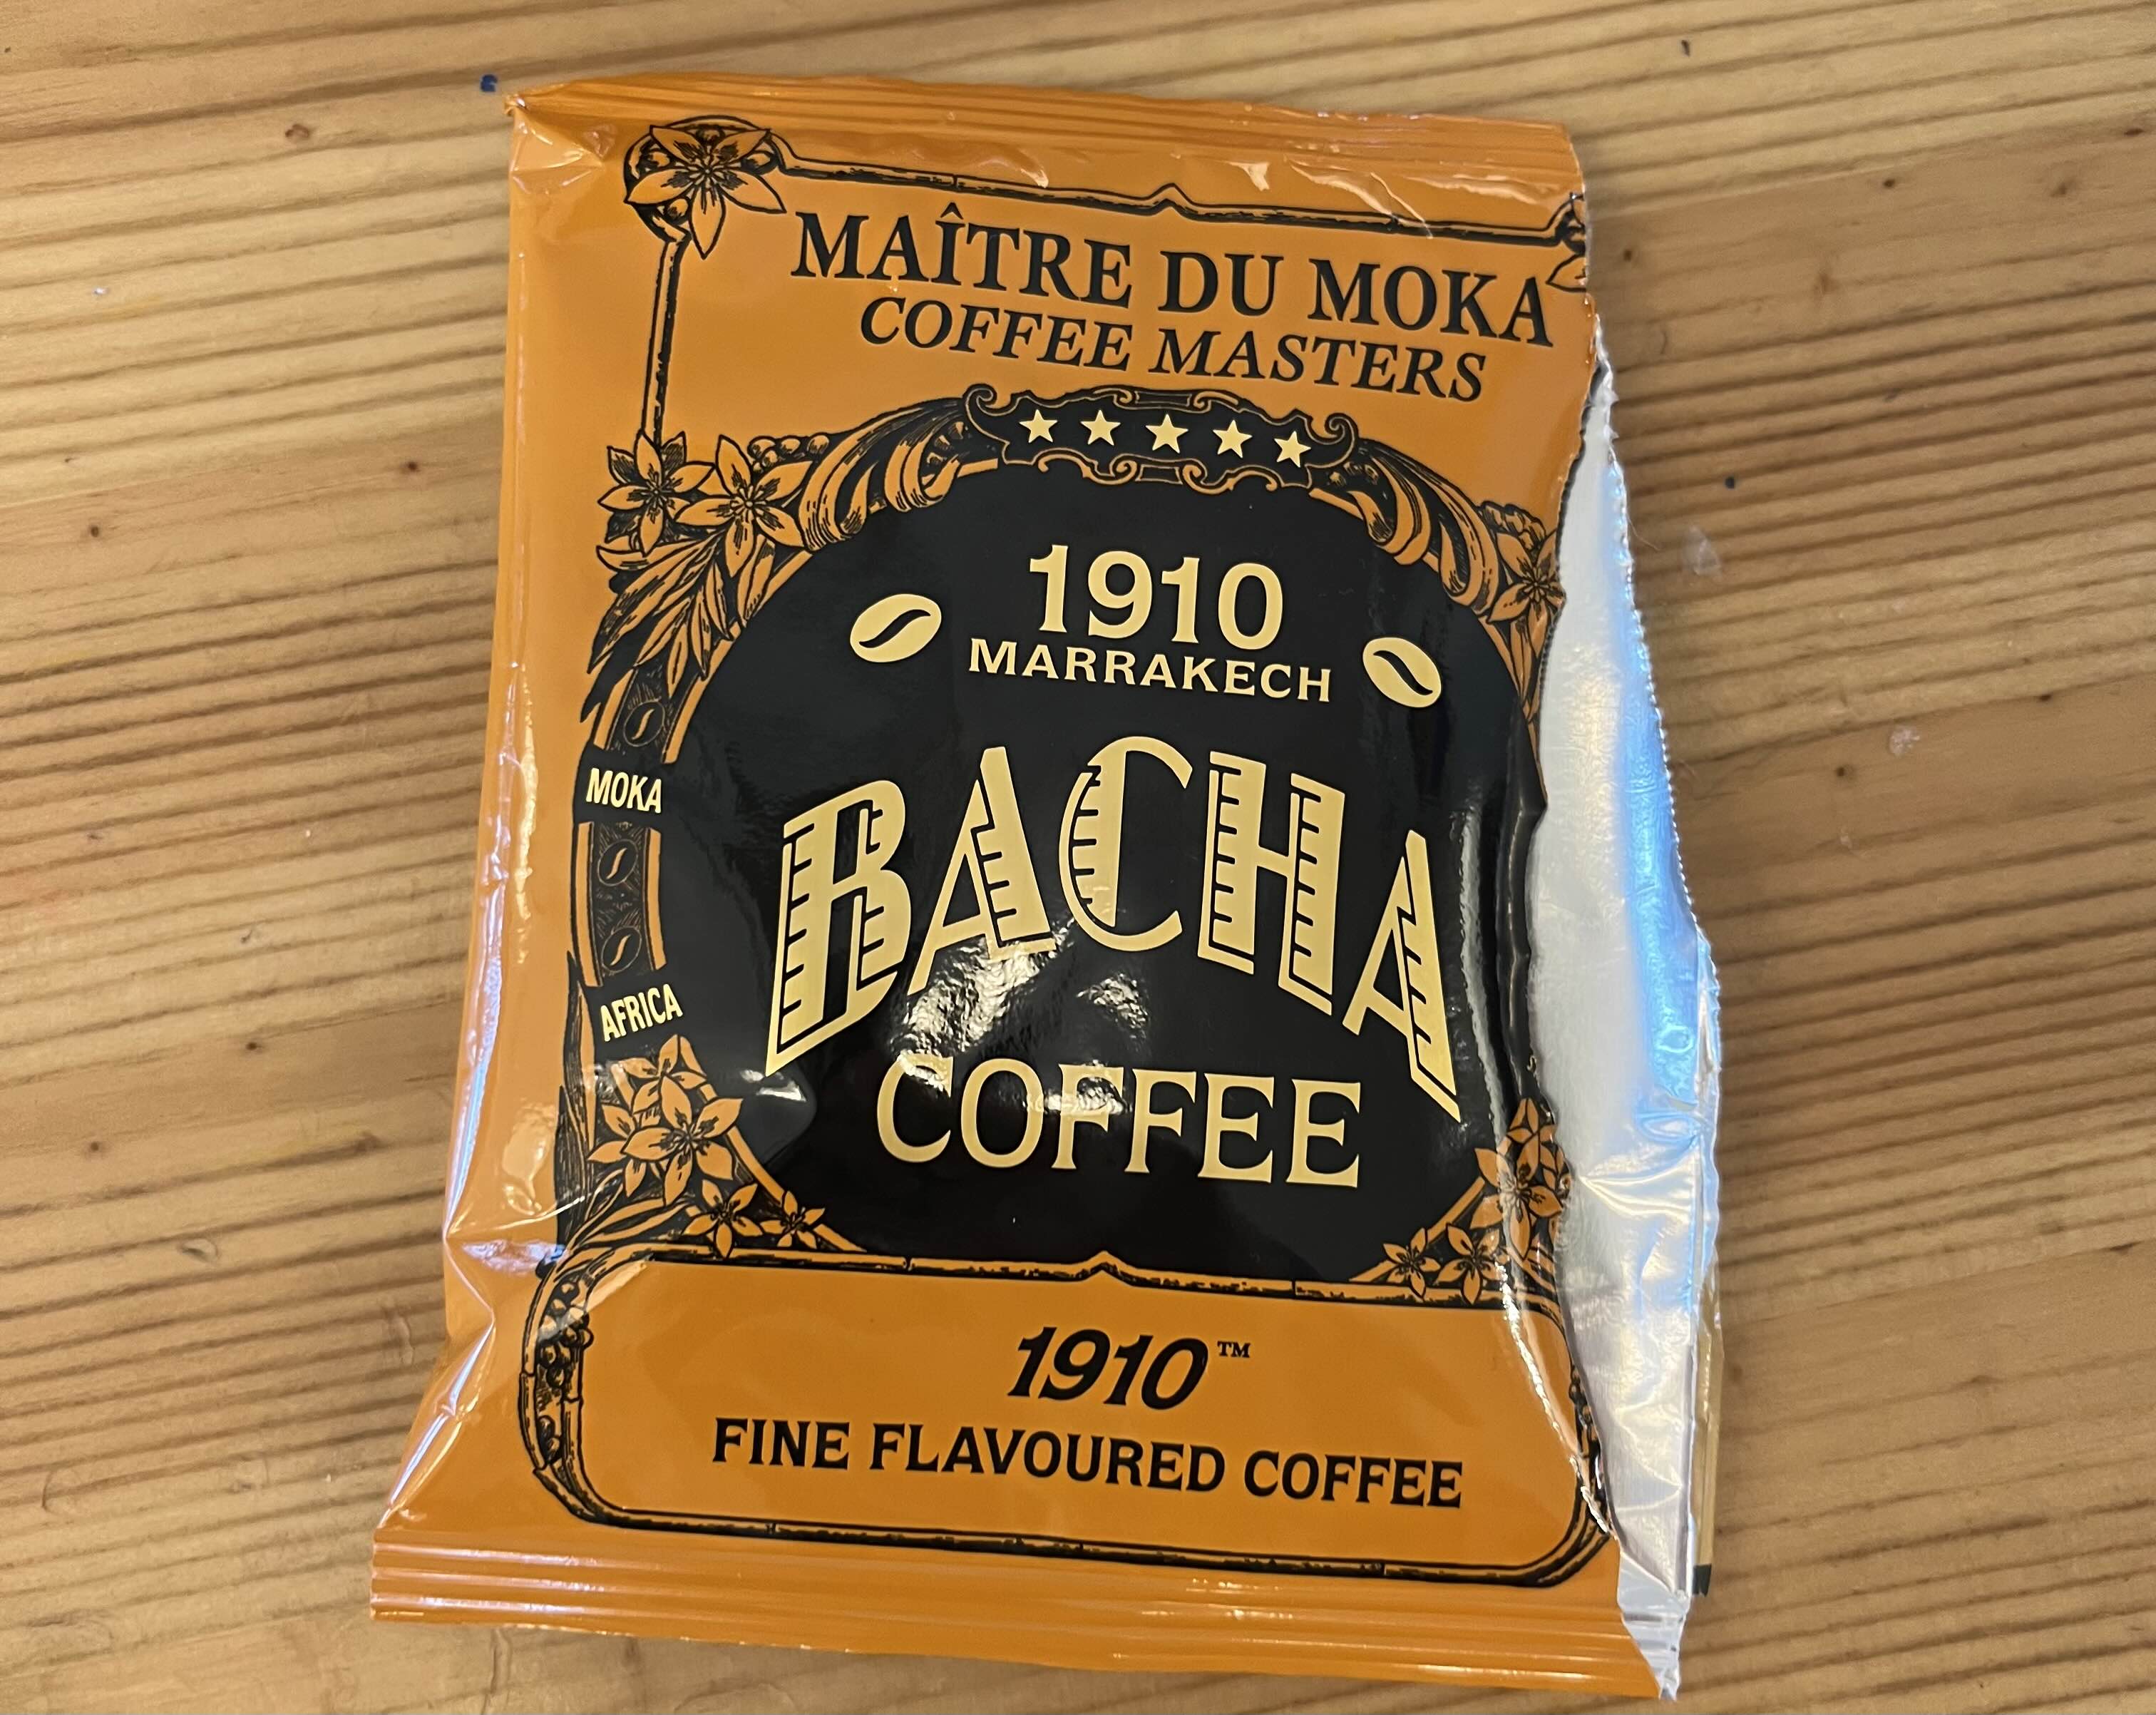 MAÎTRE DU MOKA
COFFEE MASTERS
1910
MARRAKECH
MOKA
AFRICA
BACHA
COFFEE
1910™
FINE FLAVOURED COFFEE